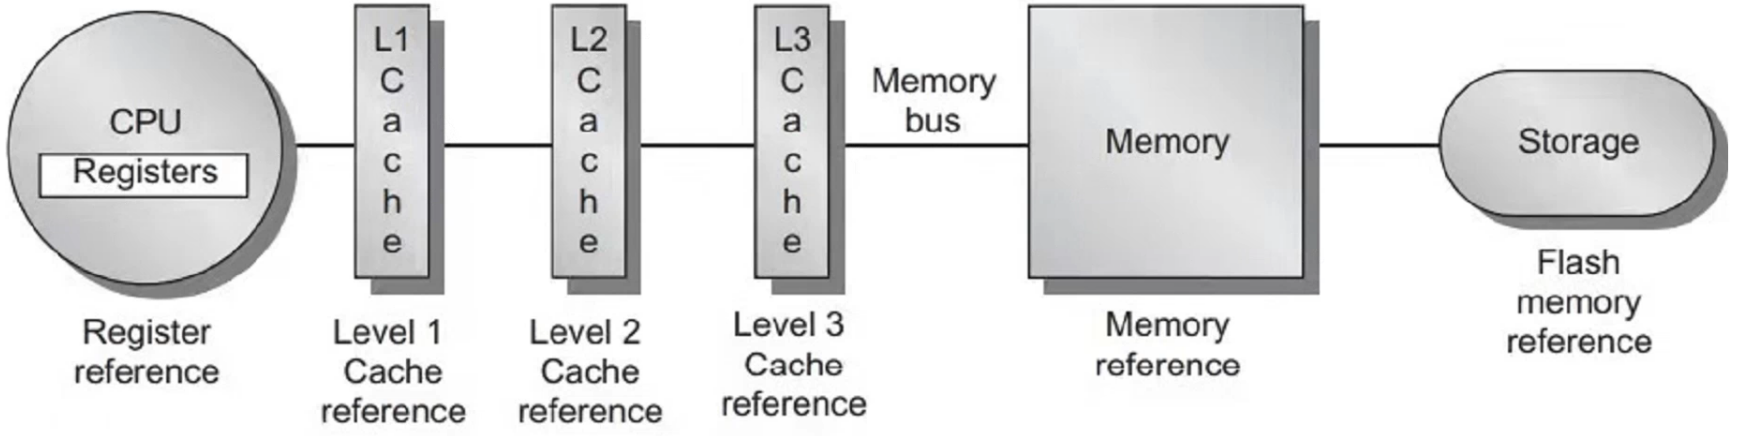 CPU
Registers
Register
reference
L1
C
a
c
h
e
Level 1
Cache
reference
L2
C
a
c
h
e
Level 2
Cache
reference
L3
C
a
c
h
e
Level 3
Cache
reference
Memory
bus
Memory
Memory
reference
Storage
Flash
memory
reference